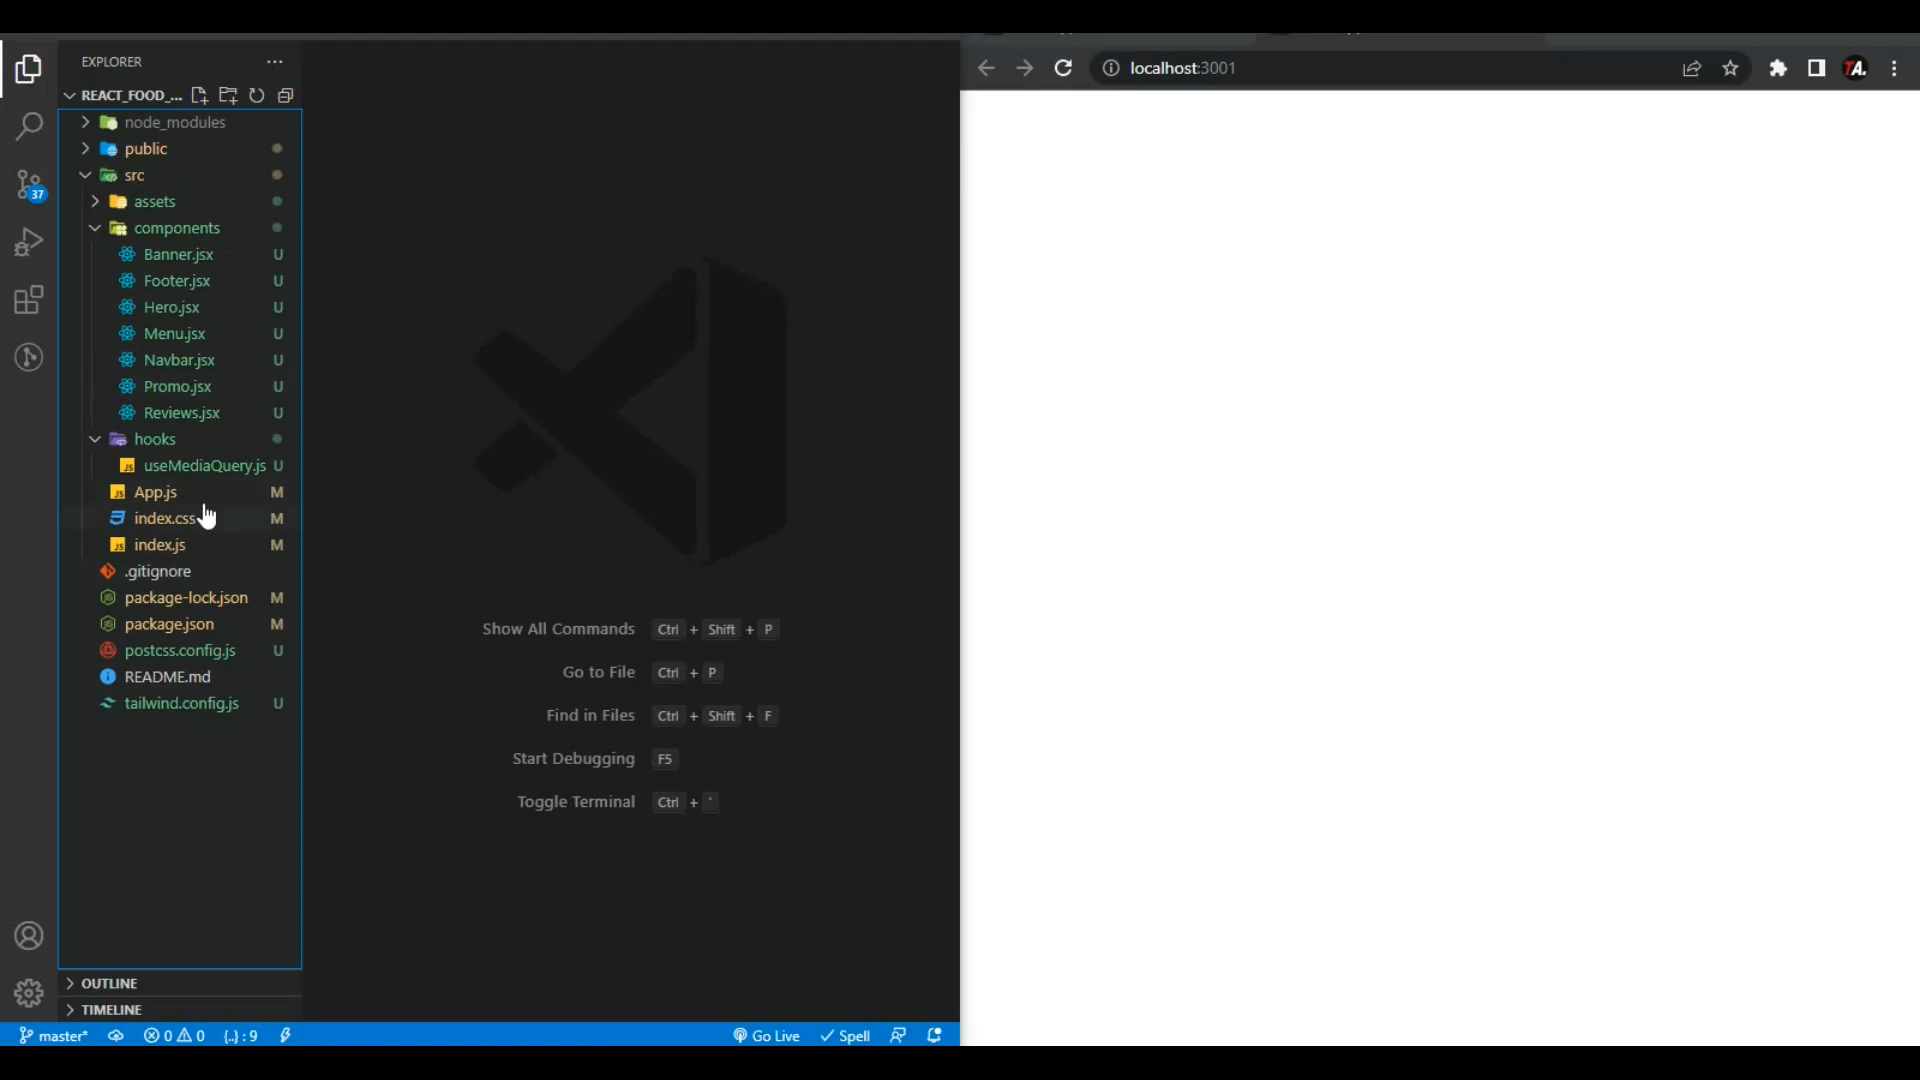 EXPLORER
REACT_FOOD_...
node_modules
public
src
assets
components
Banner.jsx U
Footer.jsx U
Hero.jsx U
Menu.jsx U
Navbar.jsx U
Promo.jsx U
Reviews.jsx U
hooks
useMediaQuery.js U
App.js M
index.css M
index.js M
.gitignore
package-lock.json M
package.json M
postcss.config.js U
README.md
tailwind.config.js U
OUTLINE
TIMELINE
37
Show All Commands Ctrl + Shift + P
Go to File Ctrl + P
Find in Files Ctrl + Shift + F
Start Debugging F5
Toggle Terminal Ctrl + '
master* 0 0 {..} : 9 Go Live Spell
localhost:3001
TA.